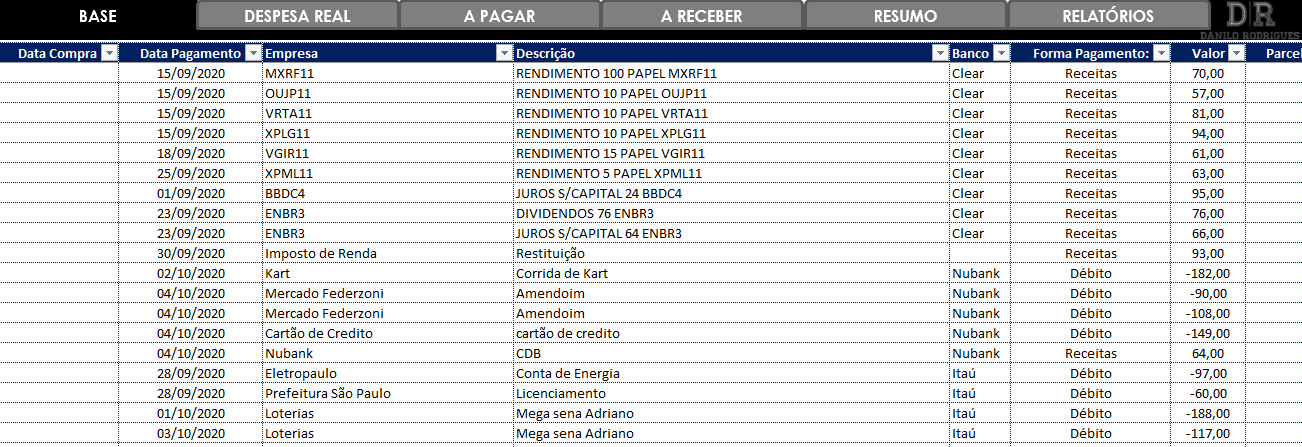 BASE DESPESA REAL A PAGAR A RECEBER RESUMO RELATÓRIOS D|R
DANILO RODRIGUES
Data Compra Data Pagamento Empresa Descrição Banco Forma Pagamento: Valor Parcel
15/09/2020 MXRF11 RENDIMENTO 100 PAPEL MXRF11 Clear Receitas 70,00
15/09/2020 OUJP11 RENDIMENTO 10 PAPEL OUJP11 Clear Receitas 57,00
15/09/2020 VRTA11 RENDIMENTO 10 PAPEL VRTA11 Clear Receitas 81,00
15/09/2020 XPLG11 RENDIMENTO 10 PAPEL XPLG11 Clear Receitas 94,00
18/09/2020 VGIR11 RENDIMENTO 15 PAPEL VGIR11 Clear Receitas 61,00
25/09/2020 XPML11 RENDIMENTO 5 PAPEL XPML11 Clear Receitas 63,00
01/09/2020 BBDC4 JUROS S/CAPITAL 24 BBDC4 Clear Receitas 95,00
23/09/2020 ENBR3 DIVIDENDOS 76 ENBR3 Clear Receitas 76,00
23/09/2020 ENBR3 JUROS S/CAPITAL 64 ENBR3 Clear Receitas 66,00
30/09/2020 Imposto de Renda Restituição Receitas 93,00
02/10/2020 Kart Corrida de Kart Nubank Débito -182,00
04/10/2020 Mercado Federzoni Amendoim Nubank Débito -90,00
04/10/2020 Mercado Federzoni Amendoim Nubank Débito -108,00
04/10/2020 Cartão de Credito cartão de credito Nubank Débito -149,00
04/10/2020 Nubank CDB Nubank Receitas 64,00
28/09/2020 Eletropaulo Conta de Energia Itaú Débito -97,00
28/09/2020 Prefeitura São Paulo Licenciamento Itaú Débito -60,00
01/10/2020 Loterias Mega sena Adriano Itaú Débito -188,00
03/10/2020 Loterias Mega sena Adriano Itaú Débito -117,00